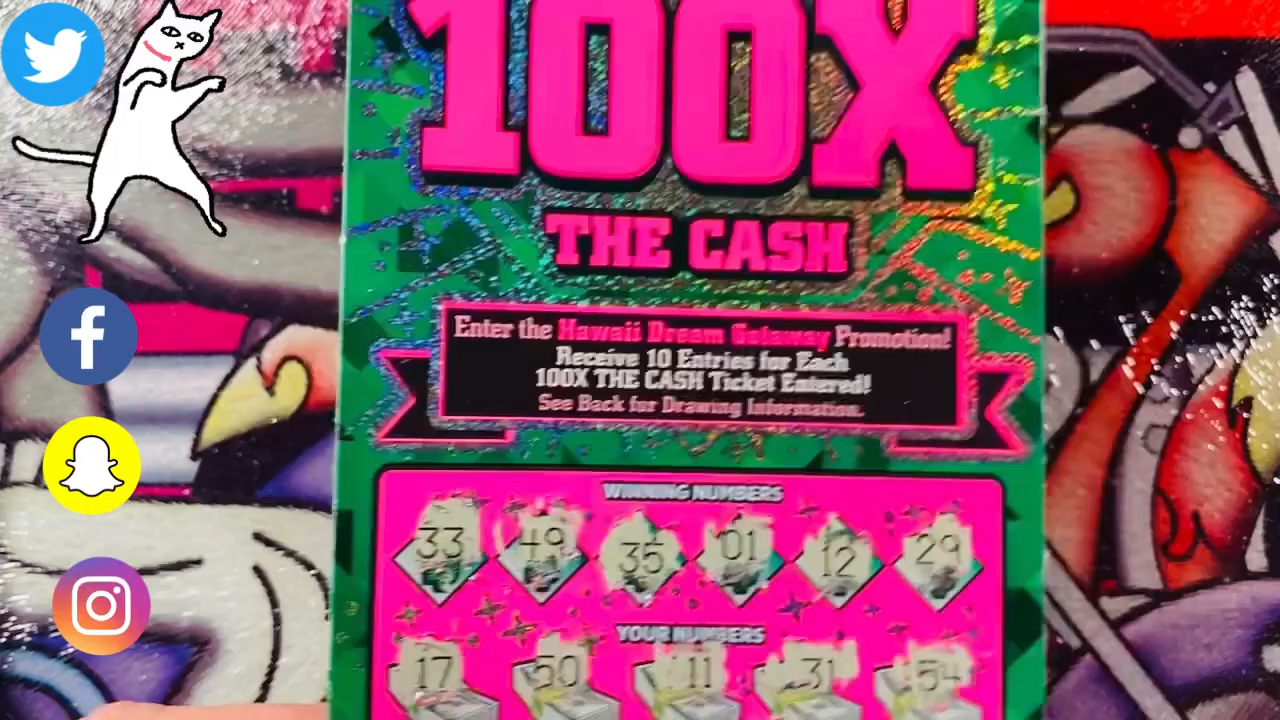 100X
THE CASH
Enter the Hawaii Dream Getaway Promotion!
Receive 10 Entries for Each
100X THE CASH Ticket Entered!
See Back for Drawing Information.
WINNING NUMBERS
33 49 35 01 12 29
YOUR NUMBERS
17 50 11 31 54